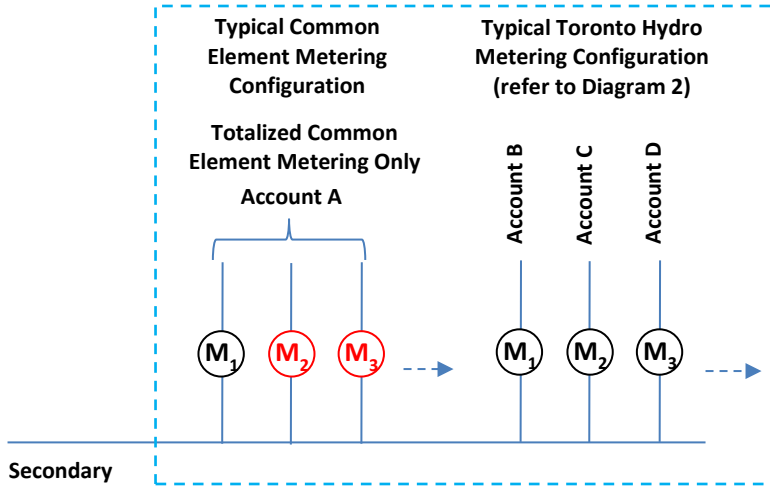 Typical Common
Element Metering
Configuration
Totalized Common
Element Metering Only
Account A
Typical Toronto Hydro
Metering Configuration
(refer to Diagram 2)
Account B
Account C
Account D
M1
M2
M3
M1
M2
M3
Secondary